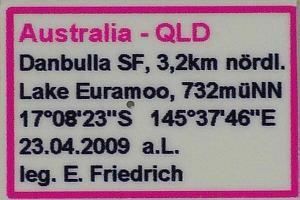 Australia - QLD
Danbulla SF, 3,2km nördl.
Lake Euramoo, 732müNN
17°08'23"S 145°37'46"E
23.04.2009 a.L.
leg. E. Friedrich